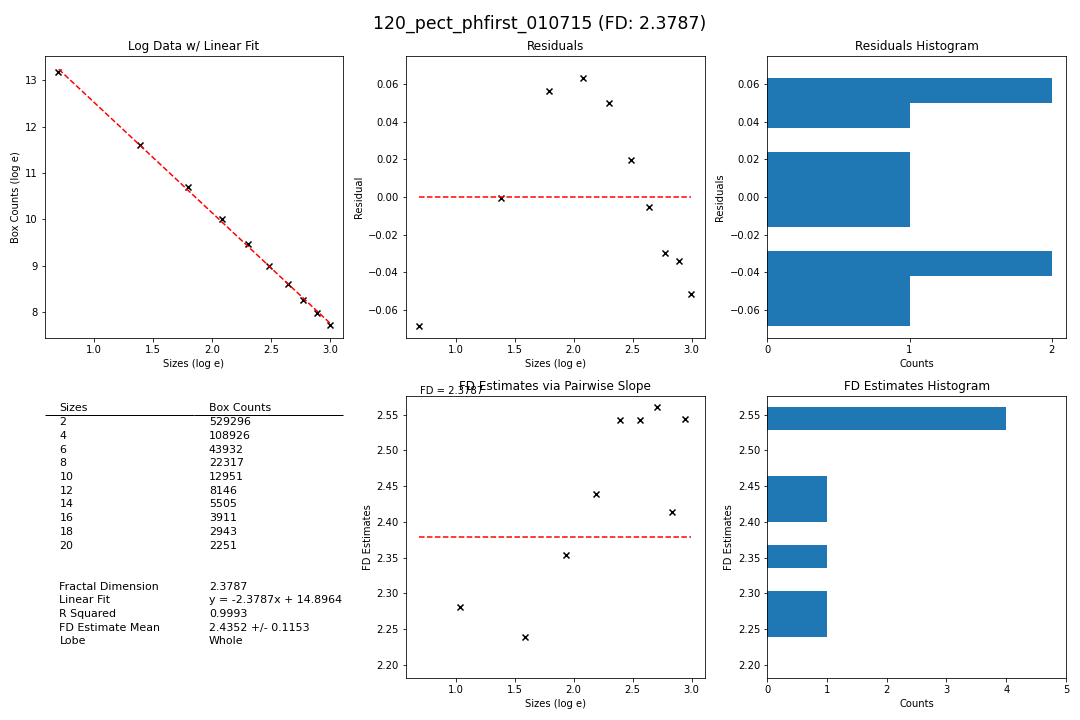 120_pect_phfirst_010715 (FD: 2.3787)
Log Data w/ Linear Fit
Box Counts (log e)
13
12
11
10
9
8
1.0 1.5 2.0 2.5 3.0
Sizes (log e)
Residuals
Residual
0.06
0.04
0.02
0.00
−0.02
−0.04
−0.06
1.0 1.5 2.0 2.5 3.0
Sizes (log e)
Residuals Histogram
Residuals
0.06
0.04
0.02
0.00
−0.02
−0.04
−0.06
0 1 2
Counts
Sizes Box Counts
2 529296
4 108926
6 43932
8 22317
10 12951
12 8146
14 5505
16 3911
18 2943
20 2251
Fractal Dimension 2.3787
Linear Fit y = -2.3787x + 14.8964
R Squared 0.9993
FD Estimate Mean 2.4352 +/- 0.1153
Lobe Whole
FD Estimates via Pairwise Slope
FD = 2.3787
FD Estimates
2.55
2.50
2.45
2.40
2.35
2.30
2.25
2.20
1.0 1.5 2.0 2.5 3.0
Sizes (log e)
FD Estimates Histogram
FD Estimates
2.55
2.50
2.45
2.40
2.35
2.30
2.25
2.20
0 1 2 3 4 5
Counts